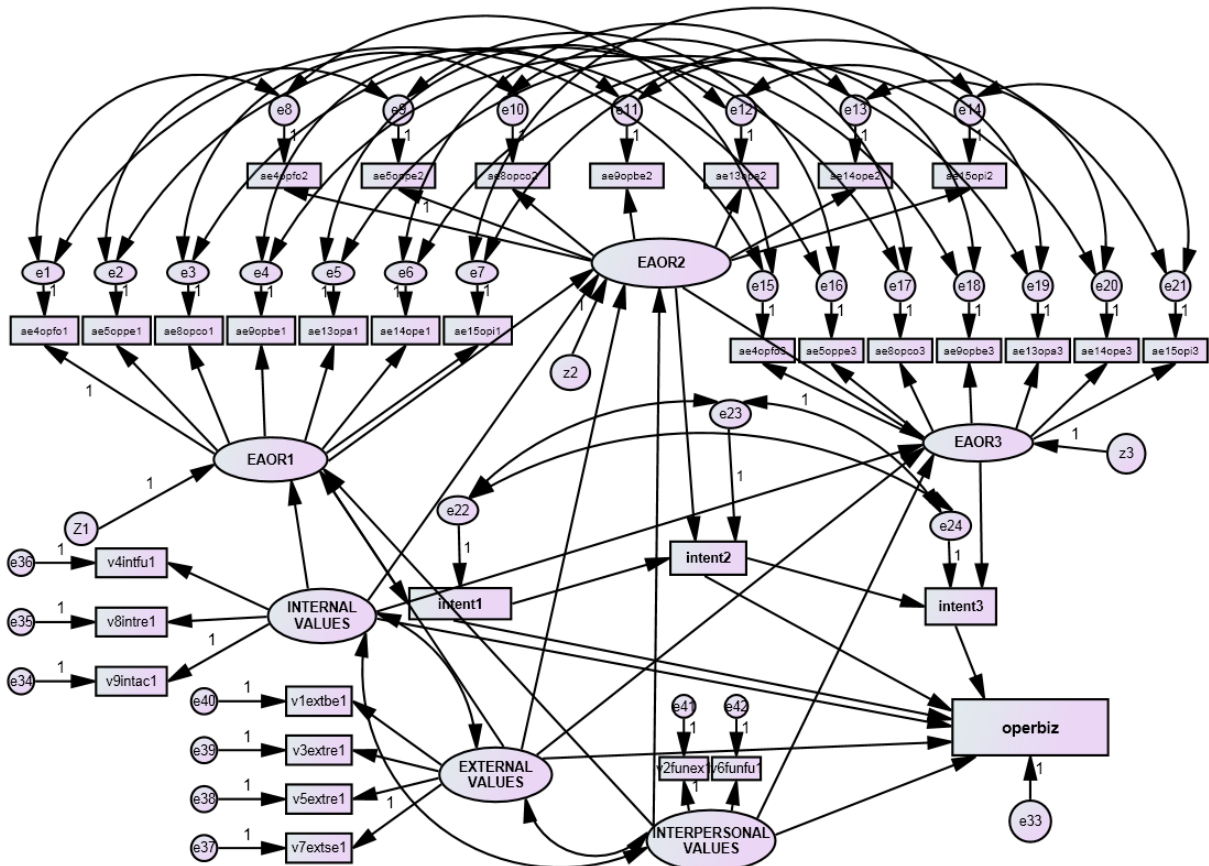 e8
e9
e10
e11
e12
e13
e14
1
1
1
1
1
1
1
ae4opfo2
ae5oppe2
ae8opco2
ae9opbe2
ae13ope2
ae14ope2
ae15opi2
1
EAOR2
e1
e2
e3
e4
e5
e6
e7
1
1
1
1
1
1
1
ae4opfo1
ae5oppe1
ae8opco1
ae9opbe1
ae13opa1
ae14ope1
ae15opi1
e15
e16
e17
e18
e19
e20
e21
1
1
1
1
1
1
1
ae4opfo3
ae5oppe3
ae8opco3
ae9opbe3
ae13opa3
ae14ope3
ae15opi3
1
z2
1
1
e23
1
EAOR1
EAOR3
1
z3
1
Z1
e22
1
1
e24
1
intent2
intent1
intent3
e36
1
v4intfu1
e35
1
v8intre1
e34
1
v9intac1
1
INTERNAL
VALUES
e40
1
v1extbe1
e39
1
v3extre1
e38
1
v5extre1
e37
1
v7extse1
1
EXTERNAL
VALUES
e41
e42
1
1
v2funex1
v6funfu1
1
INTERPERSONAL
VALUES
operbiz
1
e33